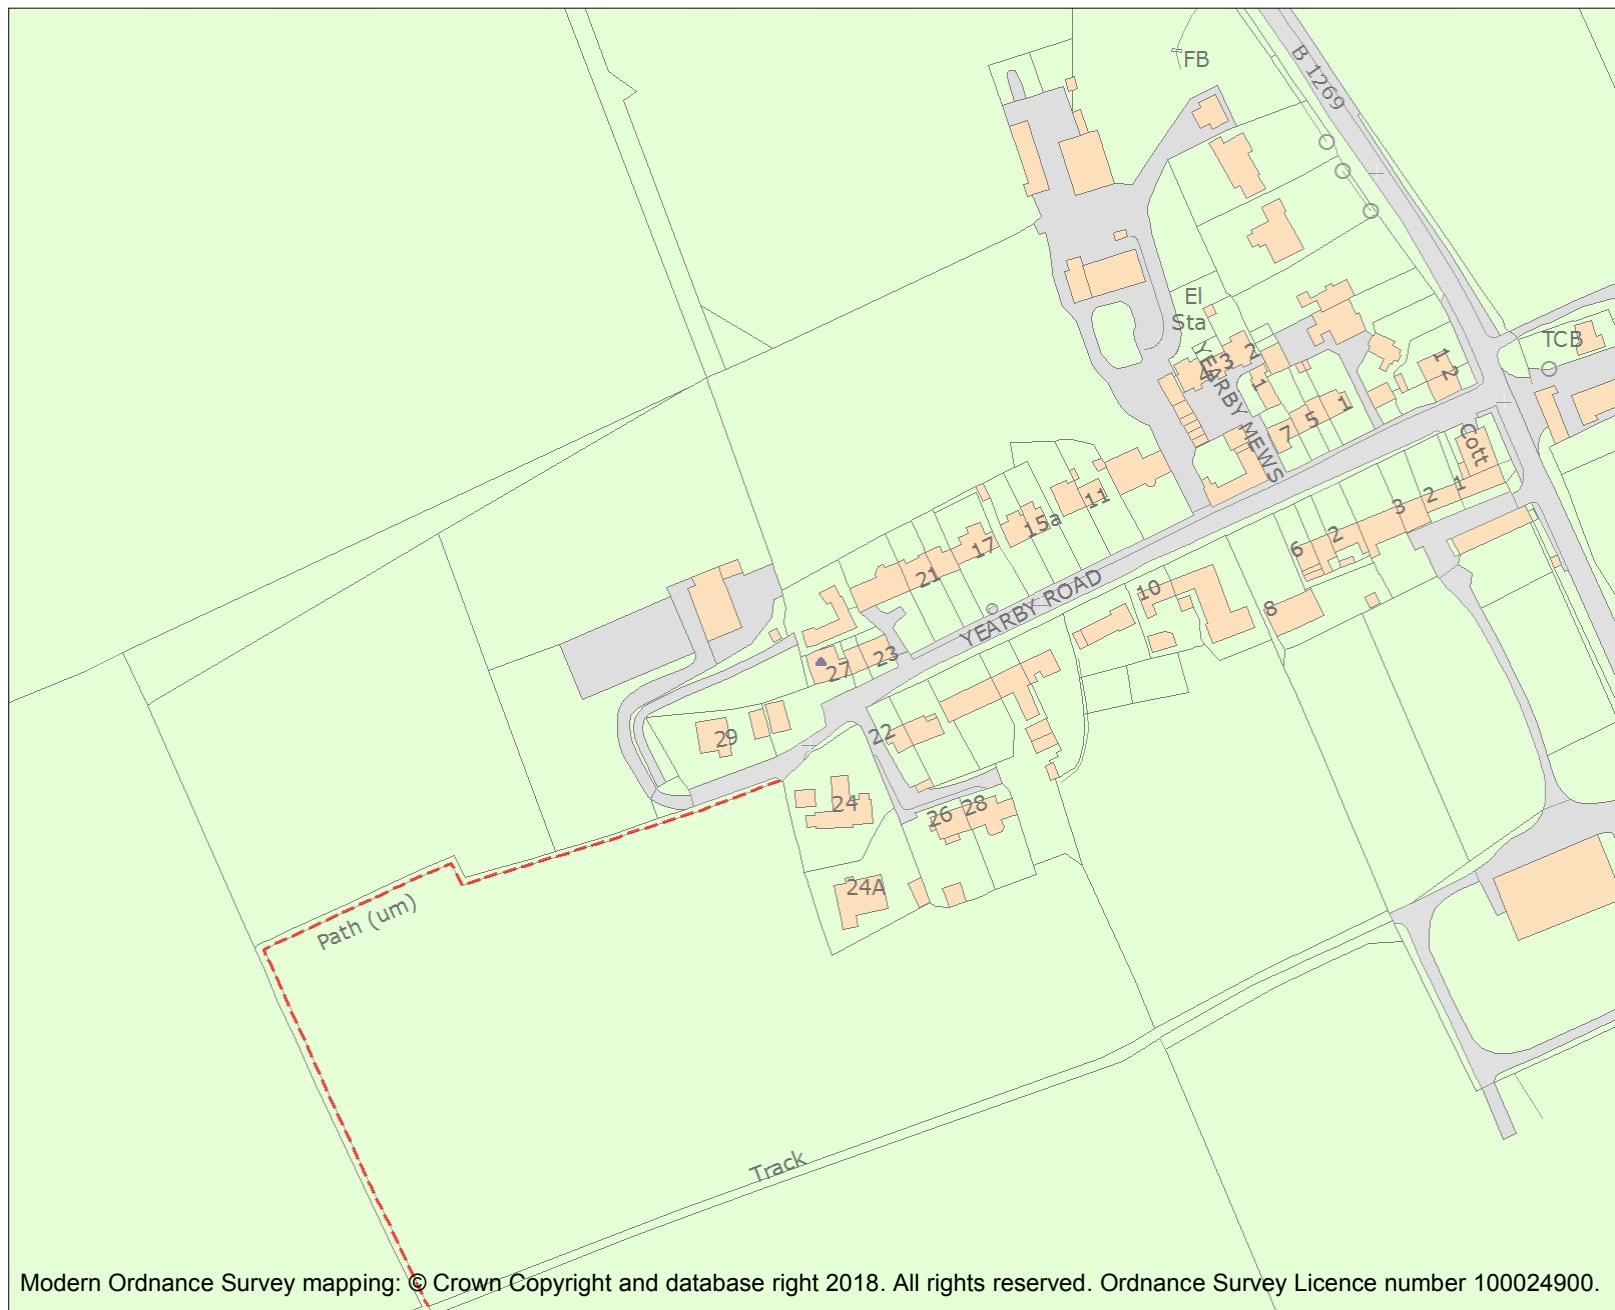 FB
B 1269
El
Sta
TCB
YEARBY MEWS
4
3
2
1
1
2
7
5
1
Cott
11
15a
17
21
6
2
3
2
1
8
10
YEARBY ROAD
23
27
29
22
24
26
28
24A
Path (um)
Track
Modern Ordnance Survey mapping: © Crown Copyright and database right 2018. All rights reserved. Ordnance Survey Licence number 100024900.